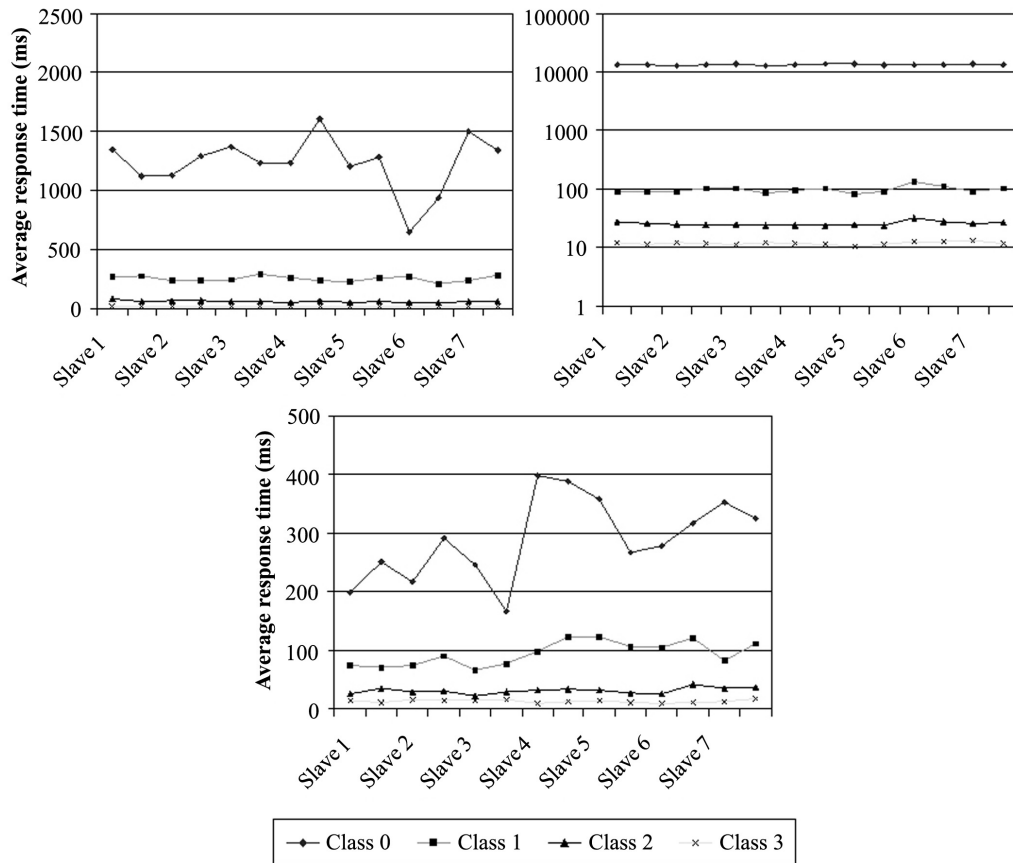 Average response time (ms)
2500
2000
1500
1000
500
0
Slave 1
Slave 2
Slave 3
Slave 4
Slave 5
Slave 6
Slave 7
100000
10000
1000
100
10
1
Slave 1
Slave 2
Slave 3
Slave 4
Slave 5
Slave 6
Slave 7
Average response time (ms)
500
400
300
200
100
0
Slave 1
Slave 2
Slave 3
Slave 4
Slave 5
Slave 6
Slave 7
Class 0 Class 1 Class 2 Class 3